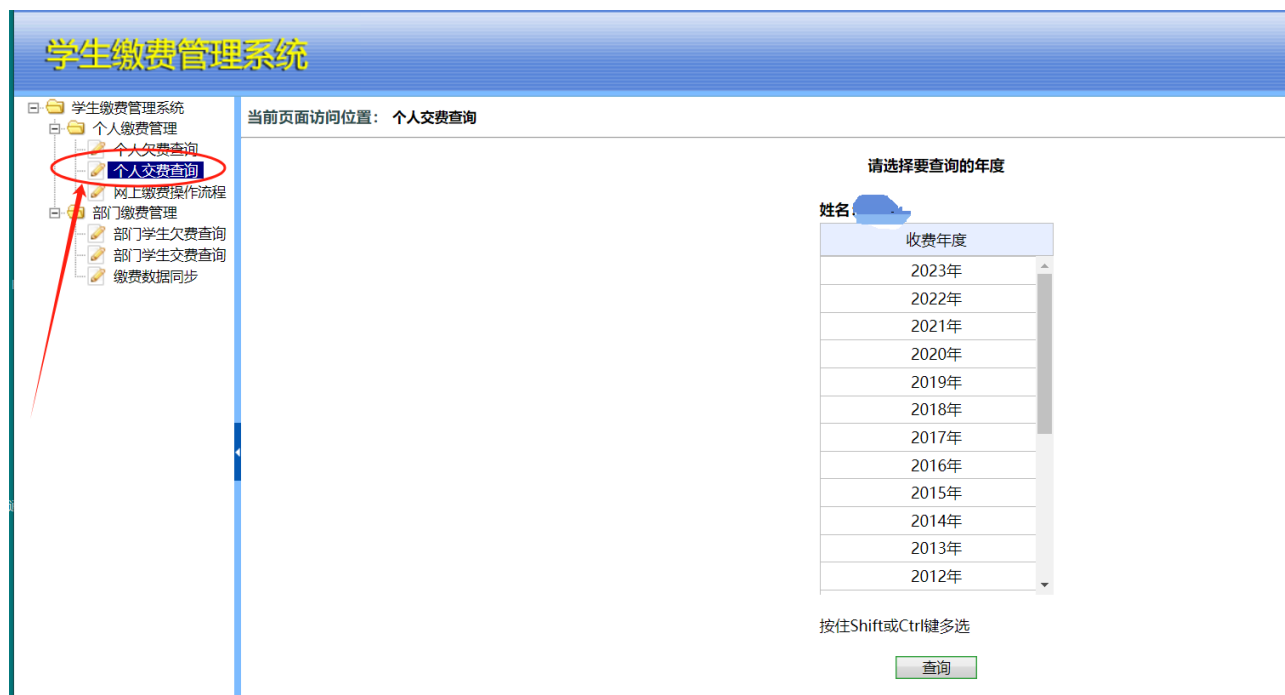 学生缴费管理系统
学生缴费管理系统
个人缴费管理
个人欠费查询
个人交费查询
网上缴费操作流程
部门缴费管理
部门学生欠费查询
部门学生交费查询
缴费数据同步
当前页面访问位置： 个人交费查询
请选择要查询的年度
姓名：
收费年度
2023年
2022年
2021年
2020年
2019年
2018年
2017年
2016年
2015年
2014年
2013年
2012年
按住Shift或Ctrl键多选
查询